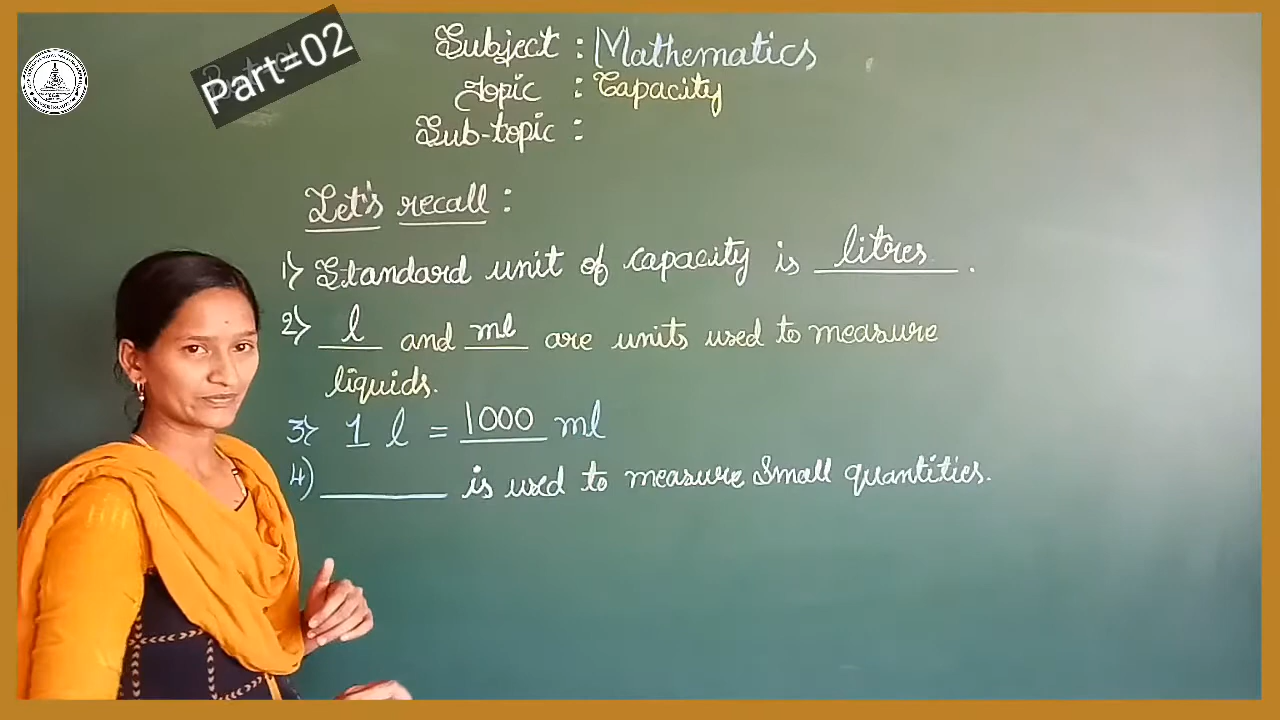 Part=02
Subject : Mathematics
Topic : Capacity
Sub-topic :
Let's recall :
1) Standard unit of capacity is litres.
2) l and ml are units used to measure
liquids.
3) 1 l = 1000 ml
4) ______ is used to measure Small quantities.